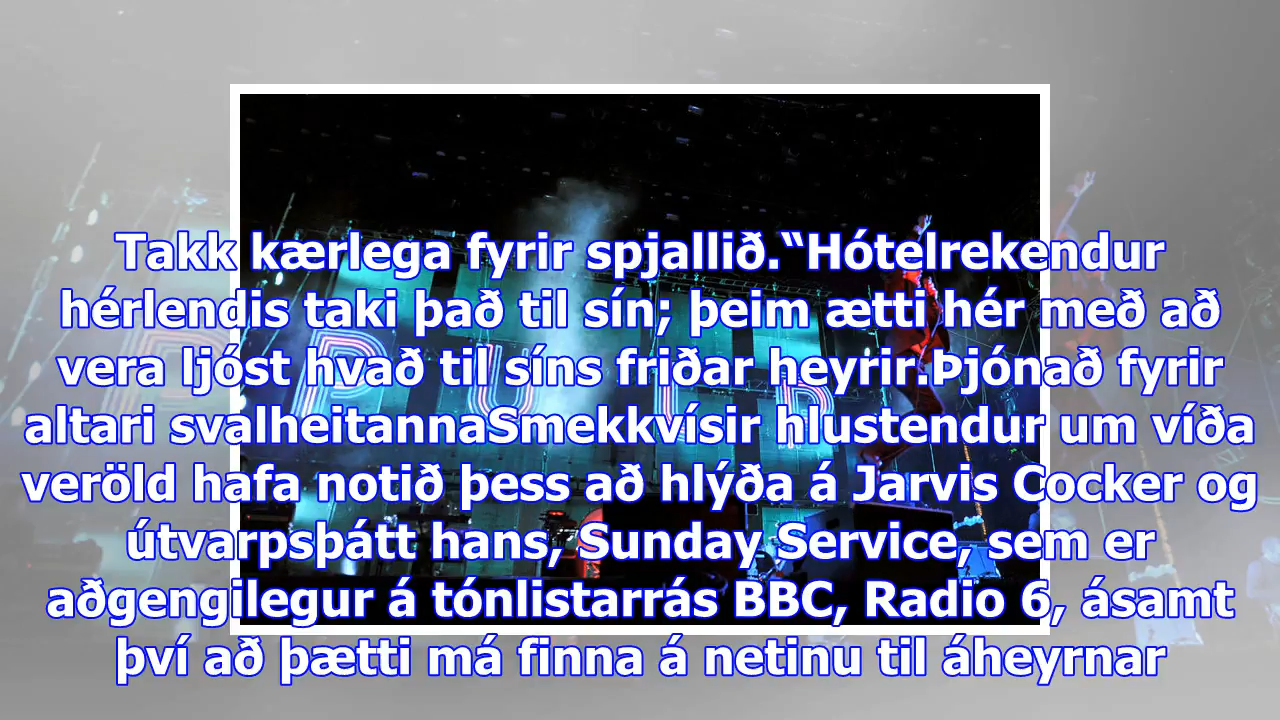 Takk kærlega fyrir spjallið.“Hótelrekendur
hérlendis taki það til sín; þeim ætti hér með að
vera ljóst hvað til síns friðar heyrir.Þjónað fyrir
altari svalheitannaSmekkvísir hlustendur um víða
veröld hafa notið þess að hlýða á Jarvis Cocker og
útvarpsþátt hans, Sunday Service, sem er
aðgengilegur á tónlistarrás BBC, Radio 6, ásamt
því að þætti má finna á netinu til áheyrnar
PULP